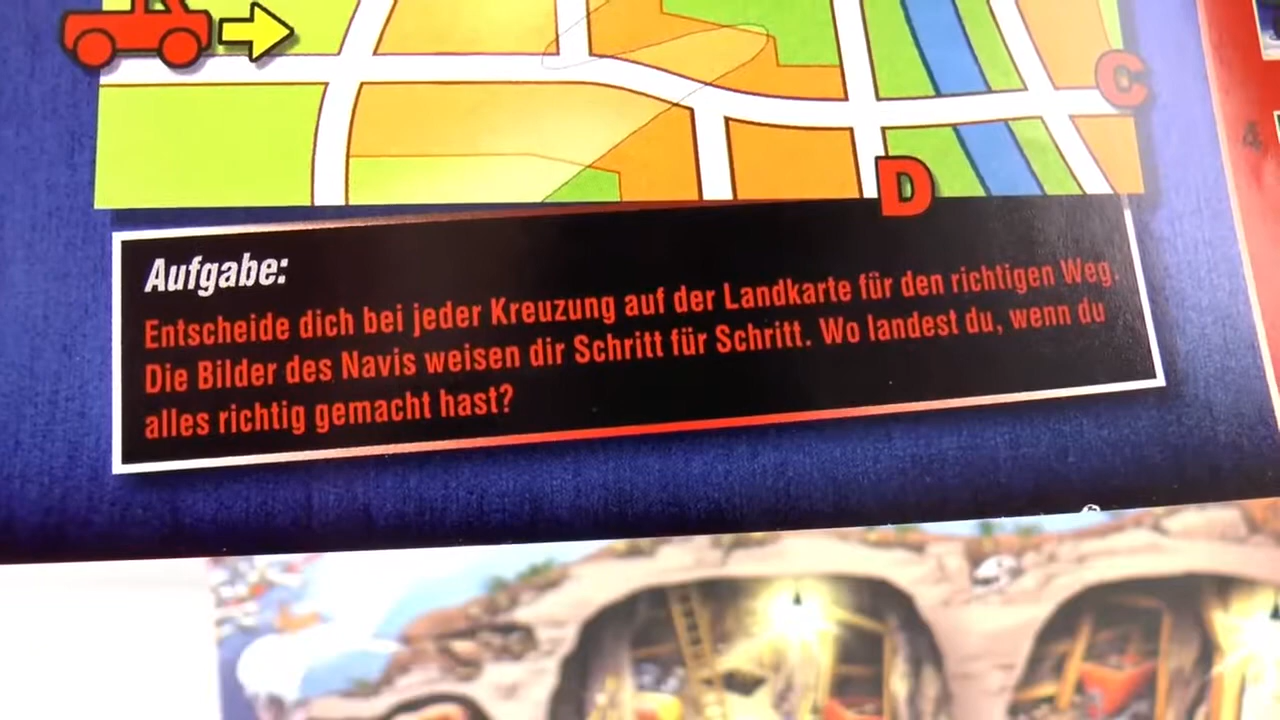 C
D
Aufgabe:
Entscheide dich bei jeder Kreuzung auf der Landkarte für den richtigen Weg.
Die Bilder des Navis weisen dir Schritt für Schritt. Wo landest du, wenn du
alles richtig gemacht hast?
4